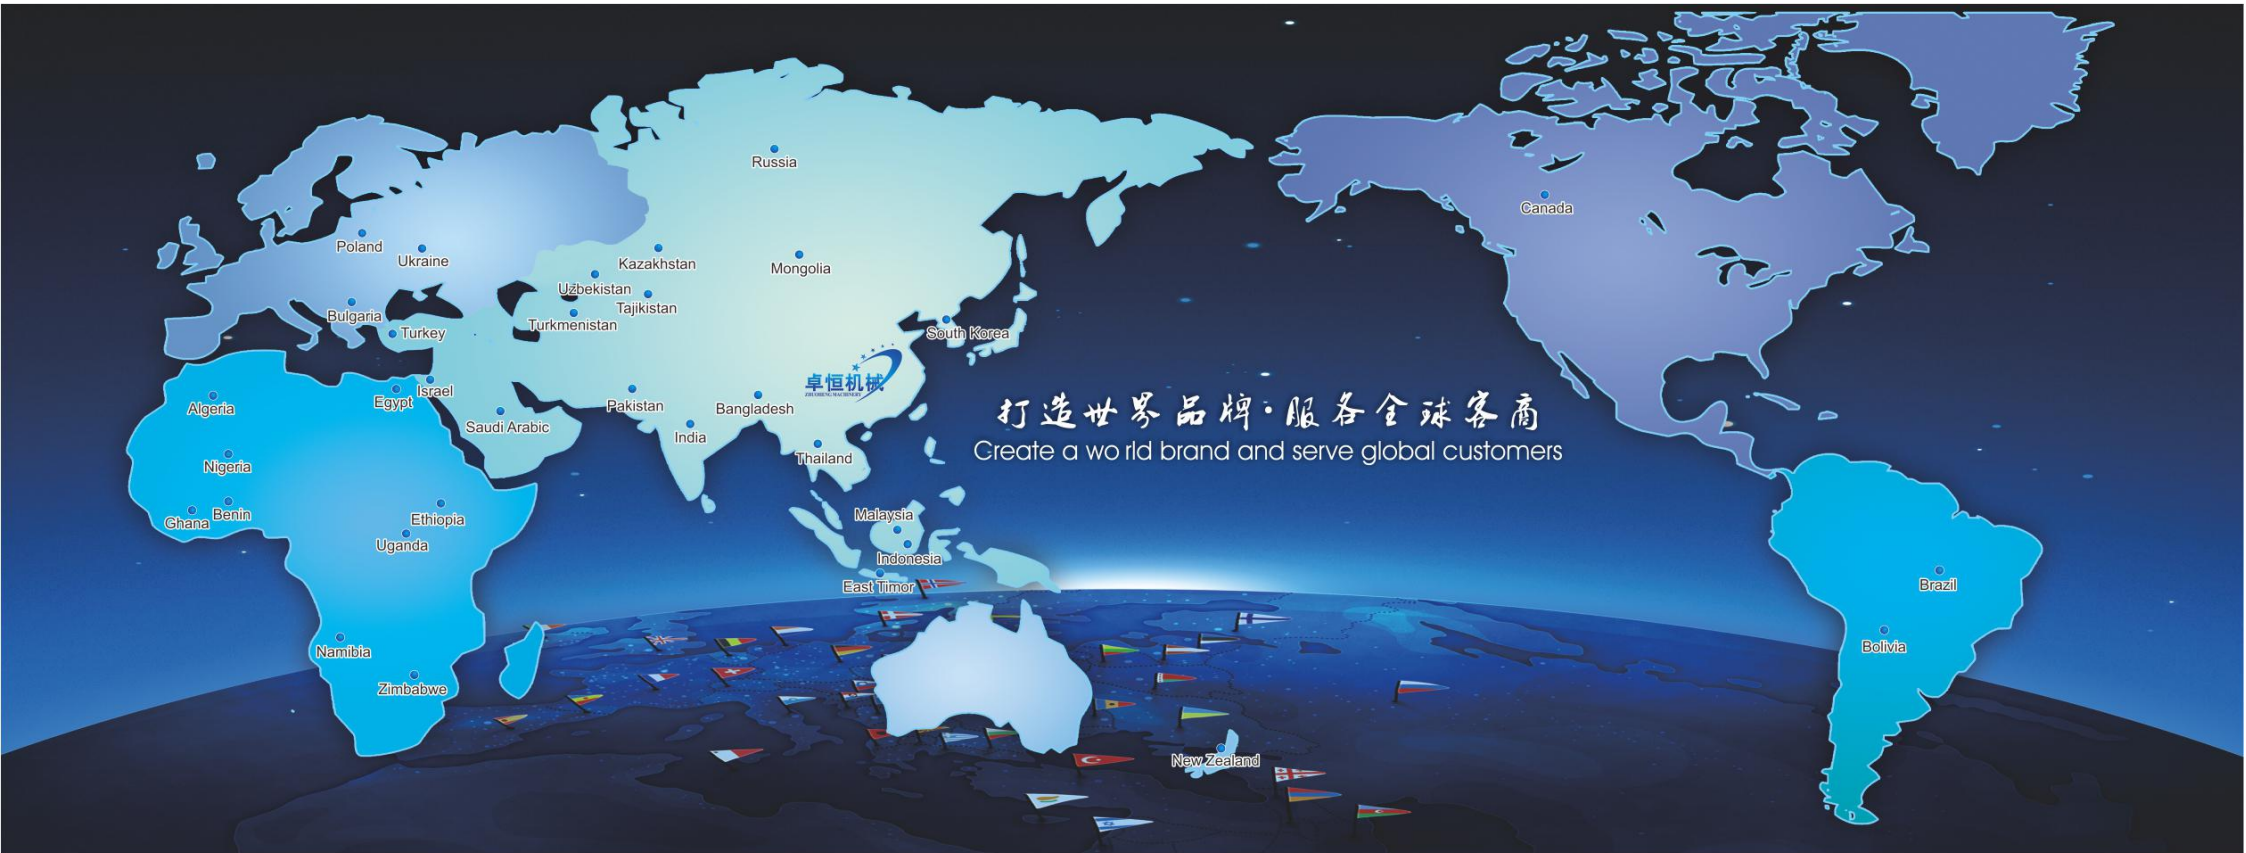 Russia
Canada
Poland
Ukraine
Kazakhstan
Mongolia
Uzbekistan
Tajikistan
Bulgaria
Turkmenistan
Turkey
South Korea
卓恒机械
ZHUOHENG MACHINERY
Israel
Egypt
Algeria
Pakistan
Bangladesh
Saudi Arabic
India
打造世界品牌·服务全球客商
Create a wo rld brand and serve global customers
Thailand
Nigeria
Benin
Ghana
Ethiopia
Malaysia
Uganda
Indonesia
East Timor
Brazil
Bolivia
Namibia
Zimbabwe
New Zealand